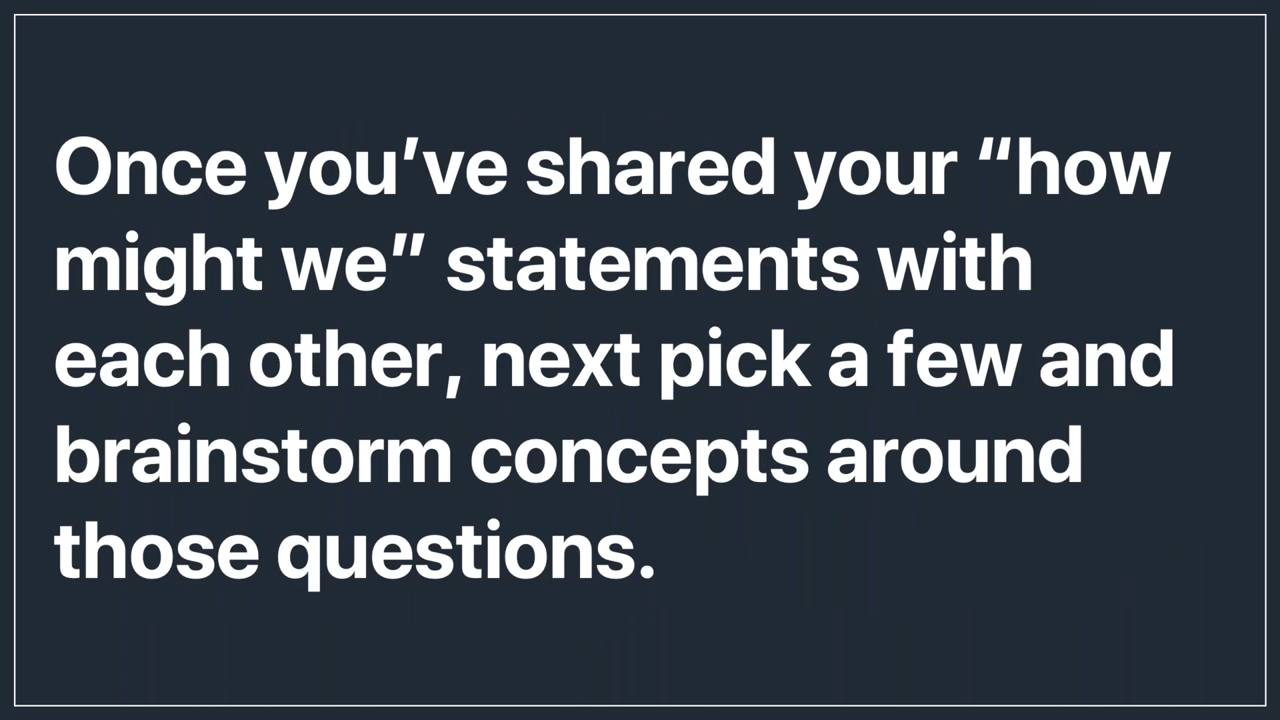 Once you’ve shared your “how
might we” statements with
each other, next pick a few and
brainstorm concepts around
those questions.